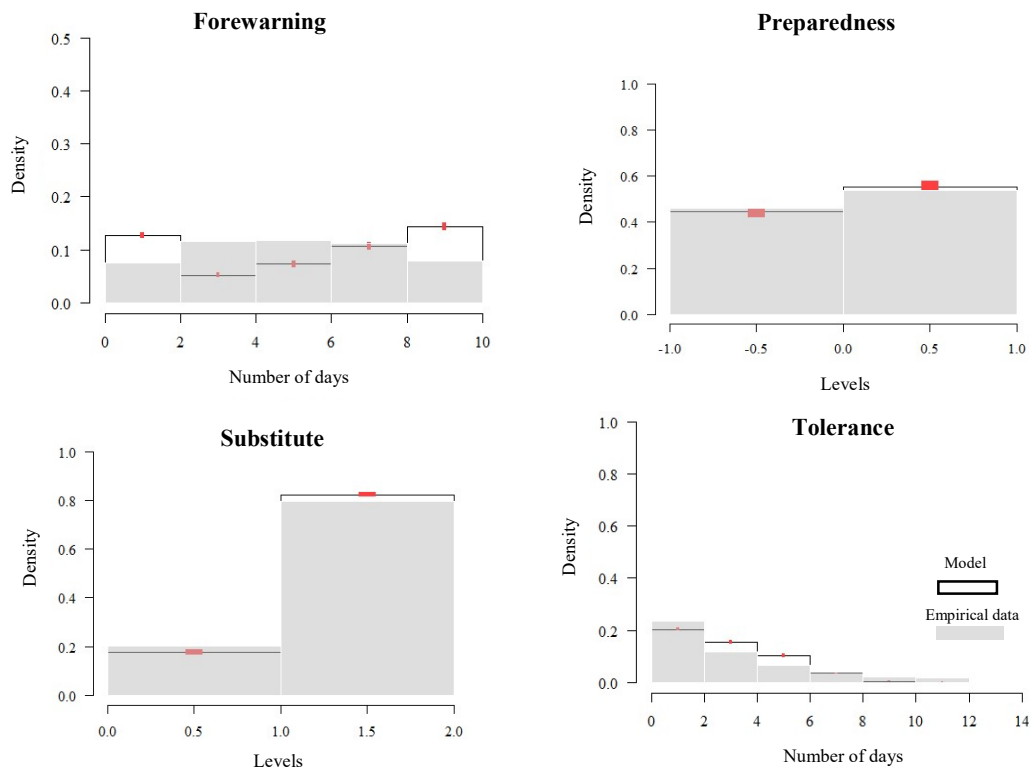 Forewarning
0.5
0.4
0.3
0.2
0.1
0.0
Density
0 2 4 6 8 10
Number of days
Preparedness
1.0
0.8
0.6
0.4
0.2
0.0
Density
-1.0 -0.5 0.0 0.5 1.0
Levels
Substitute
1.0
0.8
0.6
0.4
0.2
0.0
Density
0.0 0.5 1.0 1.5 2.0
Levels
Tolerance
1.0
0.8
0.6
0.4
0.2
0.0
Density
Model
Empirical data
0 2 4 6 8 10 12 14
Number of days